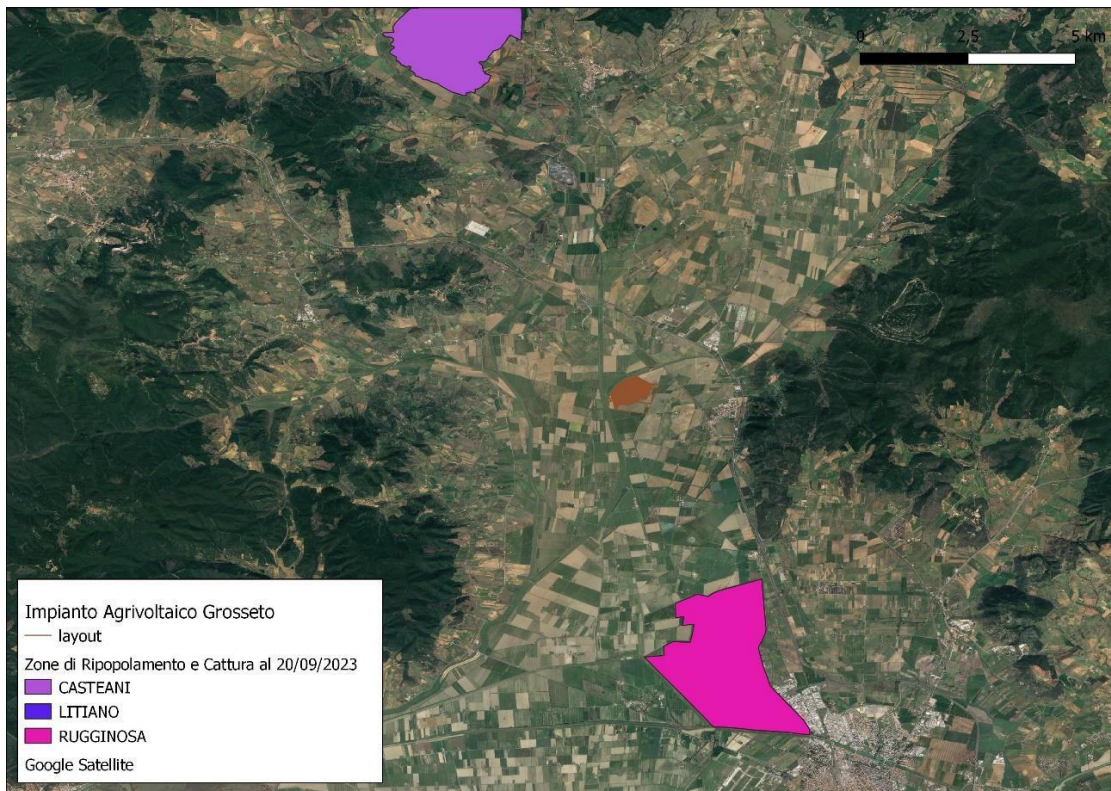 0 2,5 5 km
Impianto Agrivoltaico Grosseto
layout
Zone di Ripopolamento e Cattura al 20/09/2023
CASTEANI
LITIANO
RUGGINOSA
Google Satellite